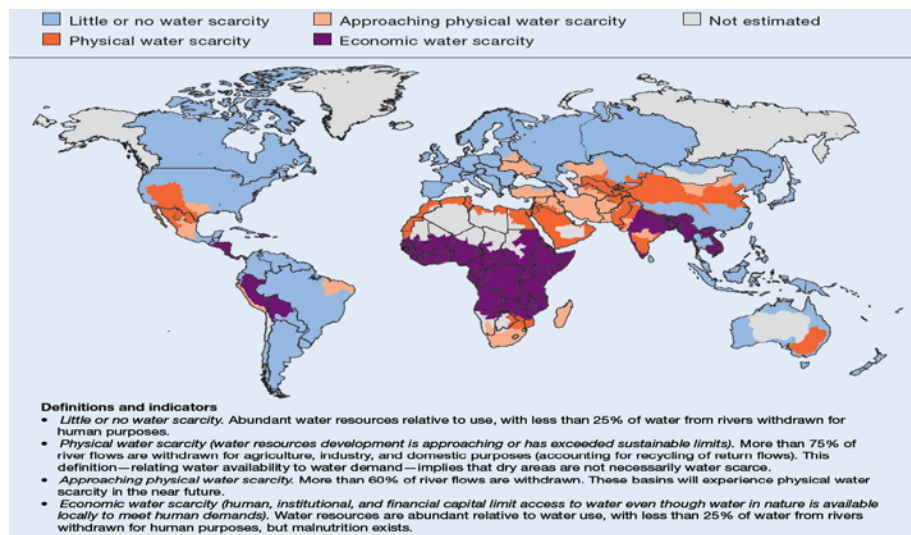 Little or no water scarcity Approaching physical water scarcity Not estimated
Physical water scarcity Economic water scarcity
Definitions and indicators
• Little or no water scarcity. Abundant water resources relative to use, with less than 25% of water from rivers withdrawn for
human purposes.
• Physical water scarcity (water resources development is approaching or has exceeded sustainable limits). More than 75% of
river flows are withdrawn for agriculture, industry, and domestic purposes (accounting for recycling of return flows). This
definition—relating water availability to water demand—implies that dry areas are not necessarily water scarce.
• Approaching physical water scarcity. More than 60% of river flows are withdrawn. These basins will experience physical water
scarcity in the near future.
• Economic water scarcity (human, institutional, and financial capital limit access to water even though water in nature is available
locally to meet human demands). Water resources are abundant relative to water use, with less than 25% of water from rivers
withdrawn for human purposes, but malnutrition exists.